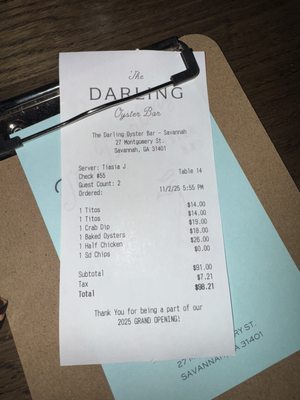 The
DARLING
Oyster Bar
The Darling Oyster Bar - Savannah
27 Montgomery St.
Savannah, GA 31401
Server: Tiasia J
Check #55 Table 14
Guest Count: 2
Ordered: 11/2/25 5:55 PM
1 Titos $14.00
1 Titos $14.00
1 Crab Dip $19.00
1 Baked Oysters $18.00
1 Half Chicken $26.00
1 Sd Chips $0.00
Subtotal $91.00
Tax $7.21
Total $98.21
Thank You for being a part of our
2025 GRAND OPENING!
RY ST.
SAVANNAH, GA 31401